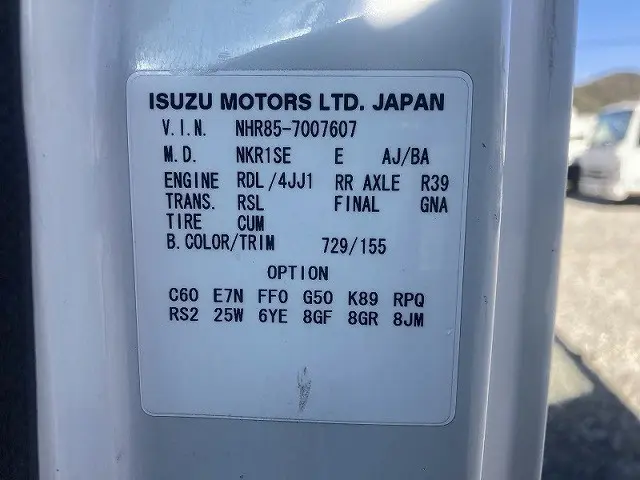 ISUZU MOTORS LTD. JAPAN
V.I.N. NHR85-7007607
M.D. NKR1SE E AJ/BA
ENGINE RDL/4JJ1 RR AXLE R39
TRANS. RSL FINAL GNA
TIRE CUM
B.COLOR/TRIM 729/155
OPTION
C60 E7N FF0 G50 K89 RPQ
RS2 25W 6YE 8GF 8GR 8JM